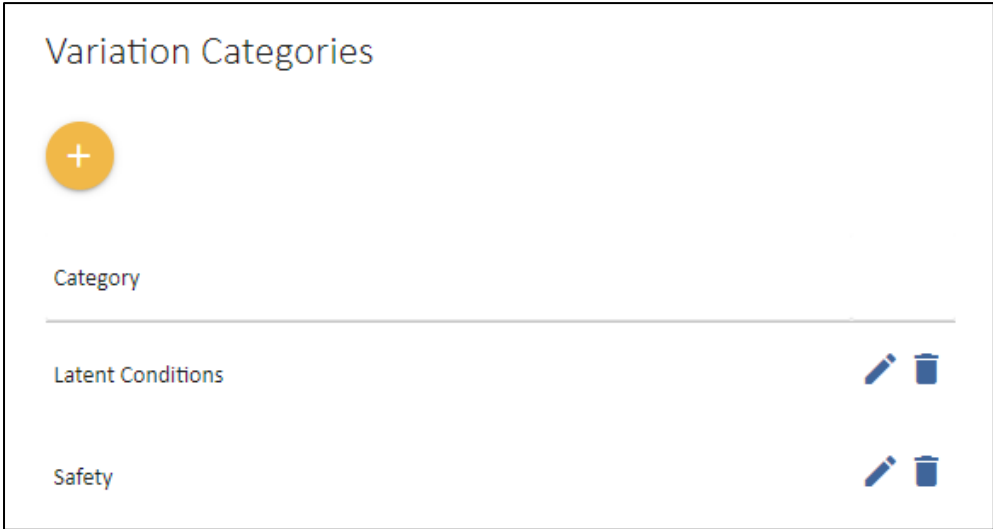 Variation Categories
+
Category
Latent Conditions
Safety